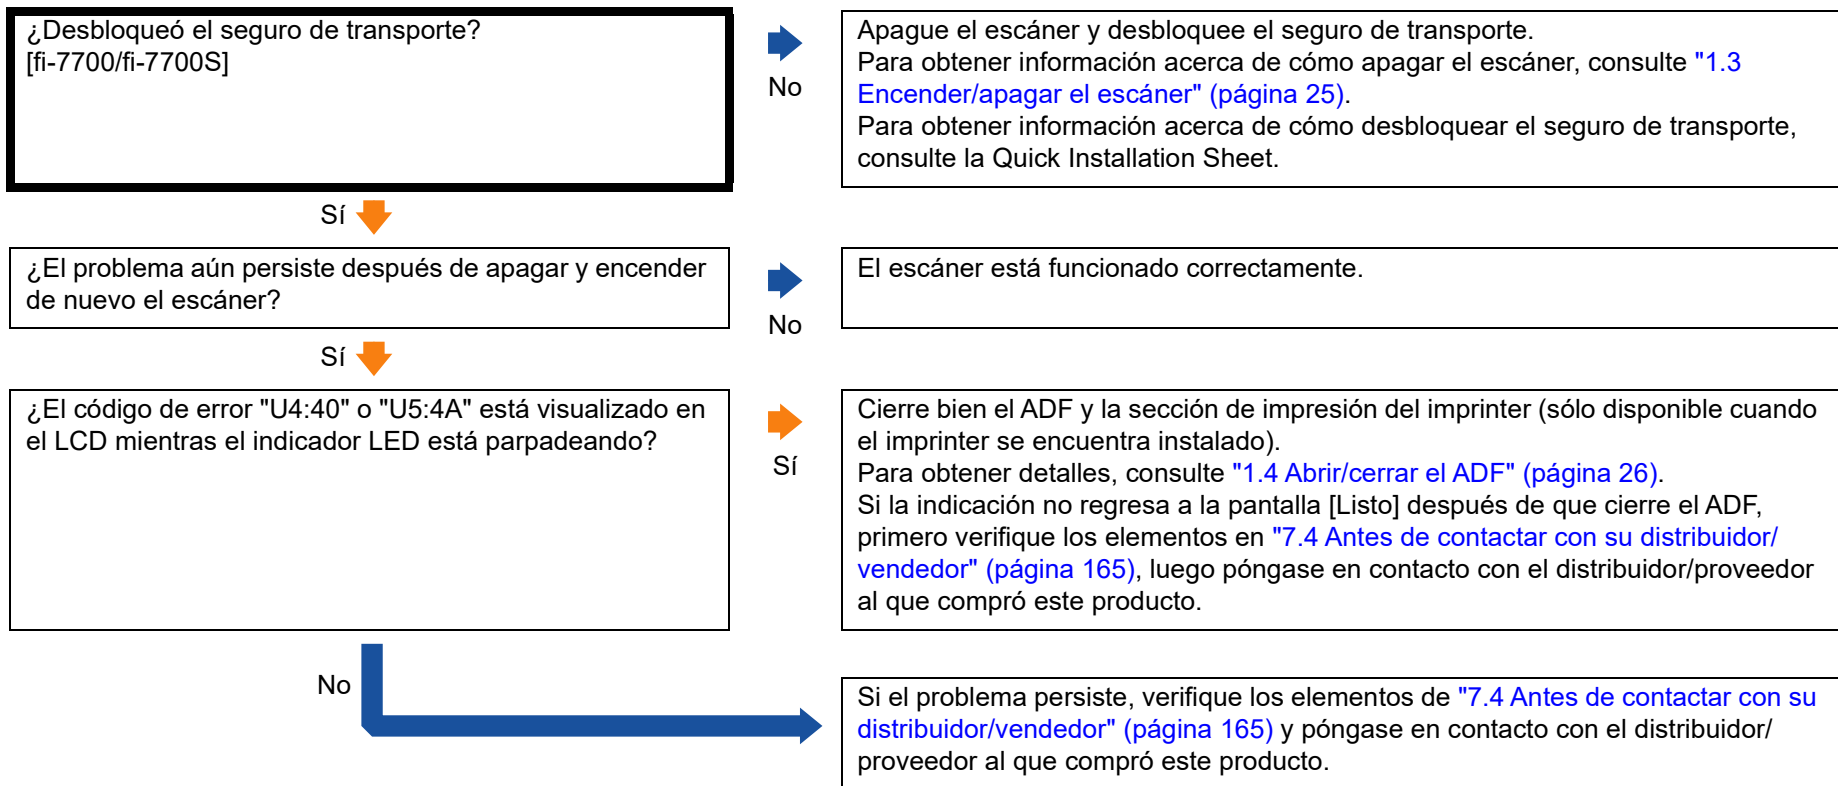 ¿Desbloqueó el seguro de transporte?
[fi-7700/fi-7700S]
No
Apague el escáner y desbloquee el seguro de transporte.
Para obtener información acerca de cómo apagar el escáner, consulte "1.3
Encender/apagar el escáner" (página 25).
Para obtener información acerca de cómo desbloquear el seguro de transporte,
consulte la Quick Installation Sheet.
Sí
¿El problema aún persiste después de apagar y encender
de nuevo el escáner?
No
El escáner está funcionado correctamente.
Sí
¿El código de error "U4:40" o "U5:4A" está visualizado en
el LCD mientras el indicador LED está parpadeando?
Sí
Cierre bien el ADF y la sección de impresión del imprinter (sólo disponible cuando
el imprinter se encuentra instalado).
Para obtener detalles, consulte "1.4 Abrir/cerrar el ADF" (página 26).
Si la indicación no regresa a la pantalla [Listo] después de que cierre el ADF,
primero verifique los elementos en "7.4 Antes de contactar con su distribuidor/
vendedor" (página 165), luego póngase en contacto con el distribuidor/proveedor
al que compró este producto.
No
Si el problema persiste, verifique los elementos de "7.4 Antes de contactar con su
distribuidor/vendedor" (página 165) y póngase en contacto con el distribuidor/
proveedor al que compró este producto.